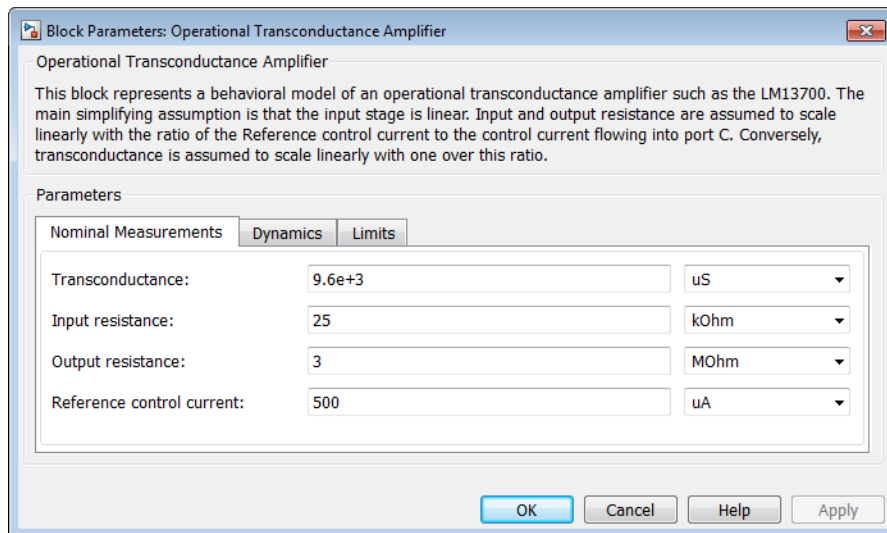 Block Parameters: Operational Transconductance Amplifier
Operational Transconductance Amplifier
This block represents a behavioral model of an operational transconductance amplifier such as the LM13700. The
main simplifying assumption is that the input stage is linear. Input and output resistance are assumed to scale
linearly with the ratio of the Reference control current to the control current flowing into port C. Conversely,
transconductance is assumed to scale linearly with one over this ratio.
Parameters
Nominal Measurements Dynamics Limits
Transconductance: 9.6e+3 uS
Input resistance: 25 kOhm
Output resistance: 3 MOhm
Reference control current: 500 uA
OK Cancel Help Apply